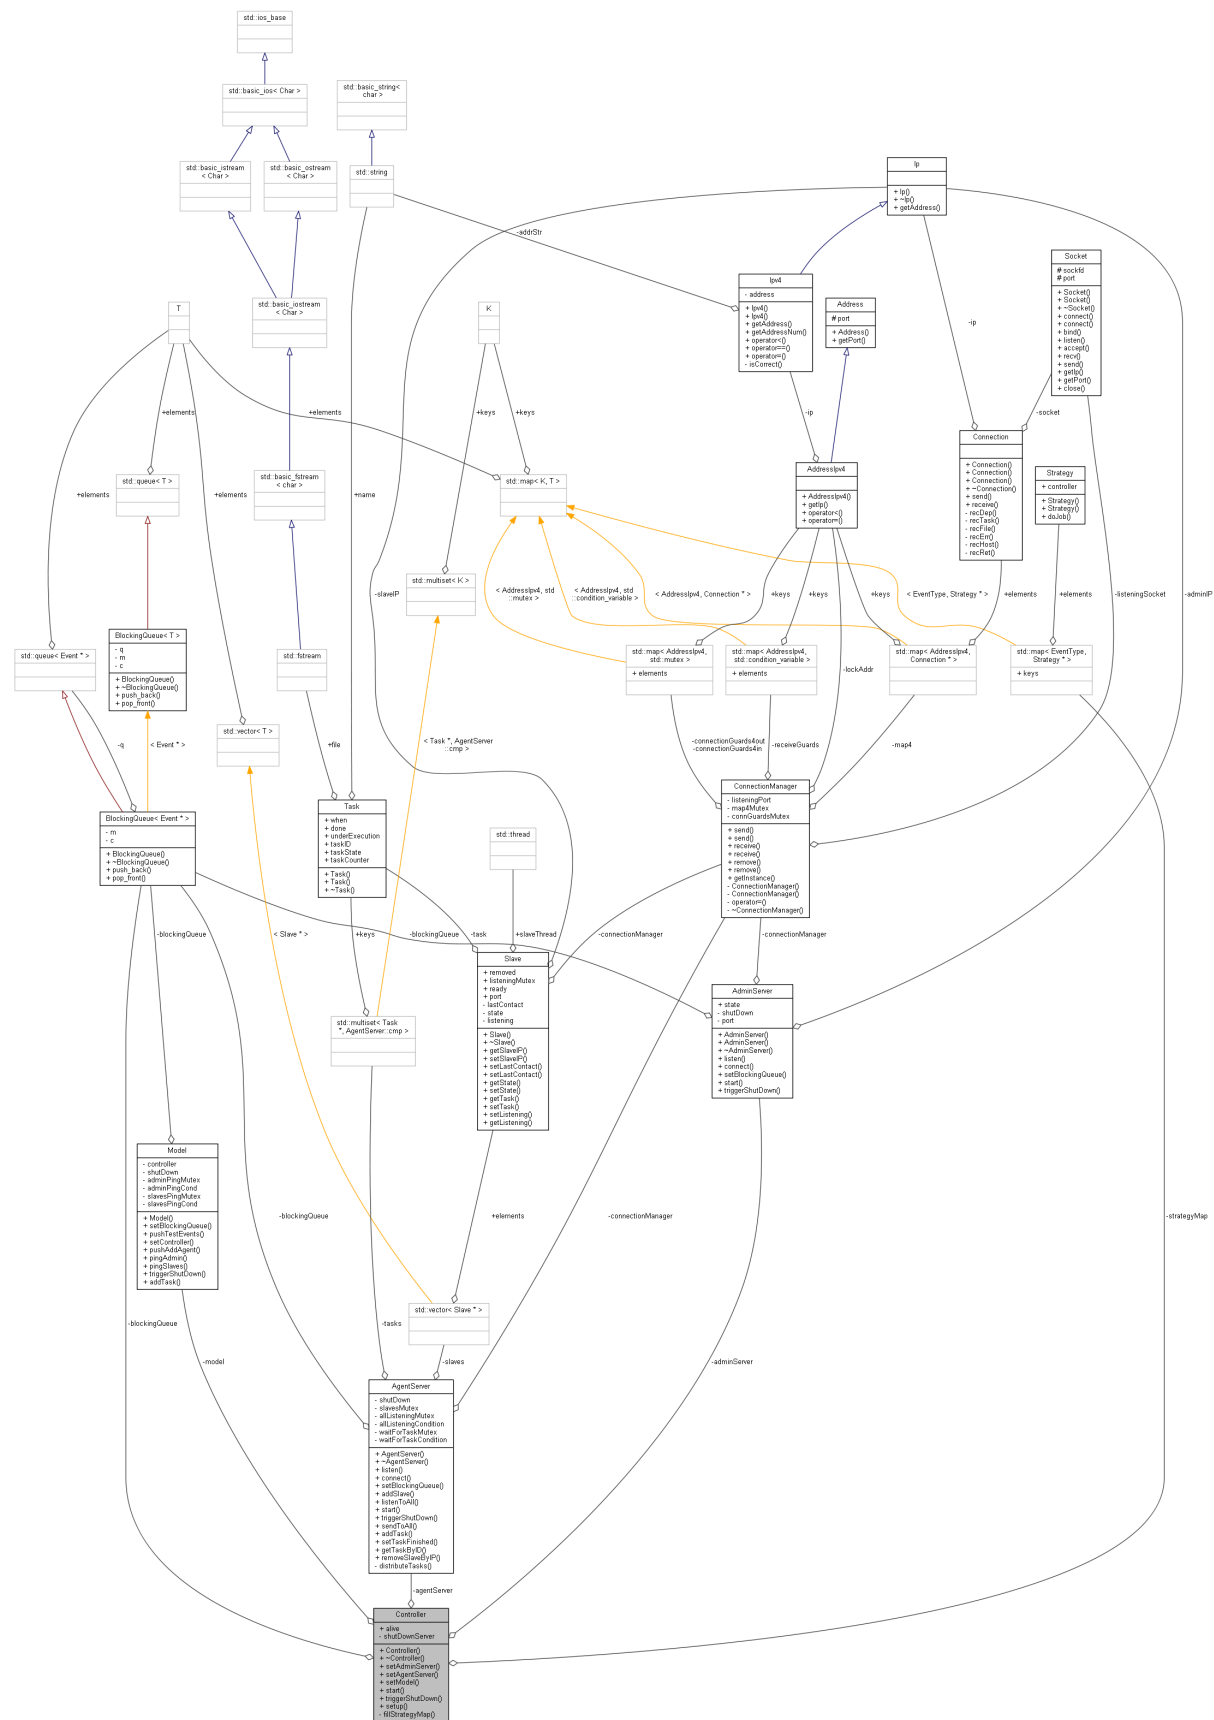 std::ios_base
std::basic_ios< Char >
std::basic_string<
char >
std::basic_istream
< Char >
std::basic_ostream
< Char >
std::string
Ip
+ Ip()
+ ~Ip()
+ getAddress()
-addrStr
Socket
# sockfd
# port
+ Socket()
+ Socket()
+ ~Socket()
+ connect()
+ connect()
+ bind()
+ listen()
+ accept()
+ recv()
+ send()
+ getIp()
+ getPort()
+ close()
Ipv4
- address
+ Ipv4()
+ Ipv4()
+ getAddress()
+ getAddressNum()
+ operator<()
+ operator==()
+ operator=()
- isCorrect()
Address
# port
+ Address()
+ getPort()
T
std::basic_iostream
< Char >
K
-ip
+elements
+elements
+keys
+keys
-ip
-socket
Connection
+ Connection()
+ Connection()
+ Connection()
+ ~Connection()
+ send()
+ receive()
- recDep()
- recTask()
- recFile()
- recErr()
- recHost()
- recRet()
+elements
std::queue< T >
+elements
std::basic_fstream
< char >
+name
std::map< K, T >
AddressIpv4
+ AddressIpv4()
+ getIp()
+ operator<()
+ operator=()
Strategy
+ controller
+ Strategy()
+ Strategy()
+ doJob()
std::multiset< K >
-slaveIP
< AddressIpv4, std
::mutex >
< AddressIpv4, std
::condition_variable >
< AddressIpv4, Connection * >
+keys
+keys
+keys
< EventType, Strategy * >
+elements
+elements
-listeningSocket
-adminIP
std::queue< Event * >
BlockingQueue< T >
- q
- m
- c
+ BlockingQueue()
+ ~BlockingQueue()
+ push_back()
+ pop_front()
std::fstream
std::map< AddressIpv4,
std::mutex >
+ elements
std::map< AddressIpv4,
std::condition_variable >
+ elements
-lockAddr
std::map< AddressIpv4,
Connection * >
std::map< EventType,
Strategy * >
+ keys
std::vector< T >
-q
< Event * >
+file
< Task *, AgentServer
::cmp >
-connectionGuards4out
-connectionGuards4in
-receiveGuards
-map4
BlockingQueue< Event * >
- m
- c
+ BlockingQueue()
+ ~BlockingQueue()
+ push_back()
+ pop_front()
Task
+ when
+ done
+ underExecution
+ taskID
+ taskState
+ taskCounter
+ Task()
+ Task()
+ ~Task()
std::thread
ConnectionManager
- listeningPort
- map4Mutex
- connGuardsMutex
+ send()
+ send()
+ receive()
+ receive()
+ remove()
+ remove()
+ getInstance()
- ConnectionManager()
- ConnectionManager()
- operator=()
- ~ConnectionManager()
-blockingQueue
< Slave * >
+keys
-blockingQueue
-task
+slaveThread
-connectionManager
-connectionManager
Slave
+ removed
+ listeningMutex
+ ready
+ port
- lastContact
- state
- listening
+ Slave()
+ ~Slave()
+ getSlaveIP()
+ setSlaveIP()
+ setLastContact()
+ setLastContact()
+ getState()
+ setState()
+ getTask()
+ setTask()
+ setListening()
+ getListening()
AdminServer
+ state
- shutDown
- port
+ AdminServer()
+ AdminServer()
+ ~AdminServer()
+ listen()
+ connect()
+ setBlockingQueue()
+ start()
+ triggerShutDown()
std::multiset< Task
*, AgentServer::cmp >
Model
- controller
- shutDown
- adminPingMutex
- adminPingCond
- slavesPingMutex
- slavesPingCond
+ Model()
+ setBlockingQueue()
+ pushTestEvents()
+ setController()
+ pushAddAgent()
+ pingAdmin()
+ pingSlaves()
+ triggerShutDown()
+ addTask()
-blockingQueue
+elements
-connectionManager
-strategyMap
std::vector< Slave * >
-blockingQueue
-tasks
-model
-slaves
-adminServer
AgentServer
- shutDown
- slavesMutex
- allListeningMutex
- allListeningCondition
- waitForTaskMutex
- waitForTaskCondition
+ AgentServer()
+ ~AgentServer()
+ listen()
+ connect()
+ setBlockingQueue()
+ addSlave()
+ listenToAll()
+ start()
+ triggerShutDown()
+ sendToAll()
+ addTask()
+ setTaskFinished()
+ getTaskByID()
+ removeSlaveByIP()
- distributeTasks()
-agentServer
Controller
+ alive
- shutDownServer
+ Controller()
+ ~Controller()
+ setAdminServer()
+ setAgentServer()
+ setModel()
+ start()
+ triggerShutDown()
+ setup()
- fillStrategyMap()